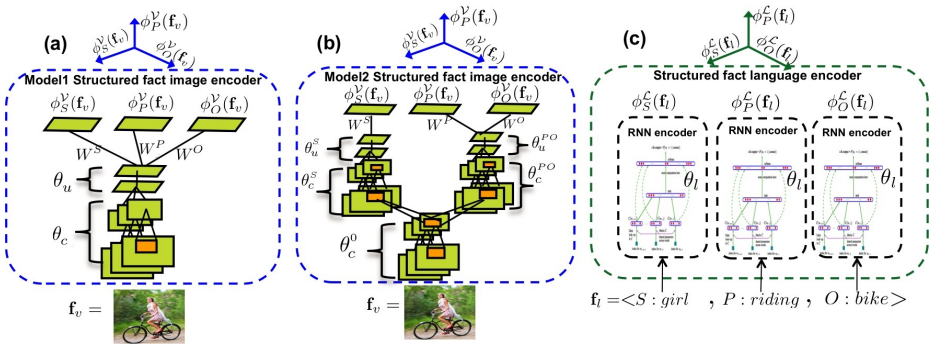 (a)
ϕ_P^𝒱(f_v)
ϕ_S^𝒱(f_v)
ϕ_O^𝒱(f_v)
Model1 Structured fact image encoder
ϕ_S^𝒱(f_v) ϕ_P^𝒱(f_v) ϕ_O^𝒱(f_v)
W^S W^P W^O
θ_u
θ_c
f_v =
(b)
ϕ_P^𝒱(f_v)
ϕ_S^𝒱(f_v)
ϕ_O^𝒱(f_v)
Model2 Structured fact image encoder
ϕ_S^𝒱(f_v) ϕ_P^𝒱(f_v) ϕ_O^𝒱(f_v)
W^S W^P W^O
θ_u^S θ_u^{PO}
θ_c^S θ_c^{PO}
θ_c^0
f_v =
(c)
ϕ_P^ℒ(f_l)
ϕ_S^ℒ(f_l)
ϕ_O^ℒ(f_l)
Structured fact language encoder
ϕ_S^ℒ(f_l) ϕ_P^ℒ(f_l) ϕ_O^ℒ(f_l)
RNN encoder RNN encoder RNN encoder
θ_l θ_l θ_l
f_l =<S : girl , P : riding, O : bike>